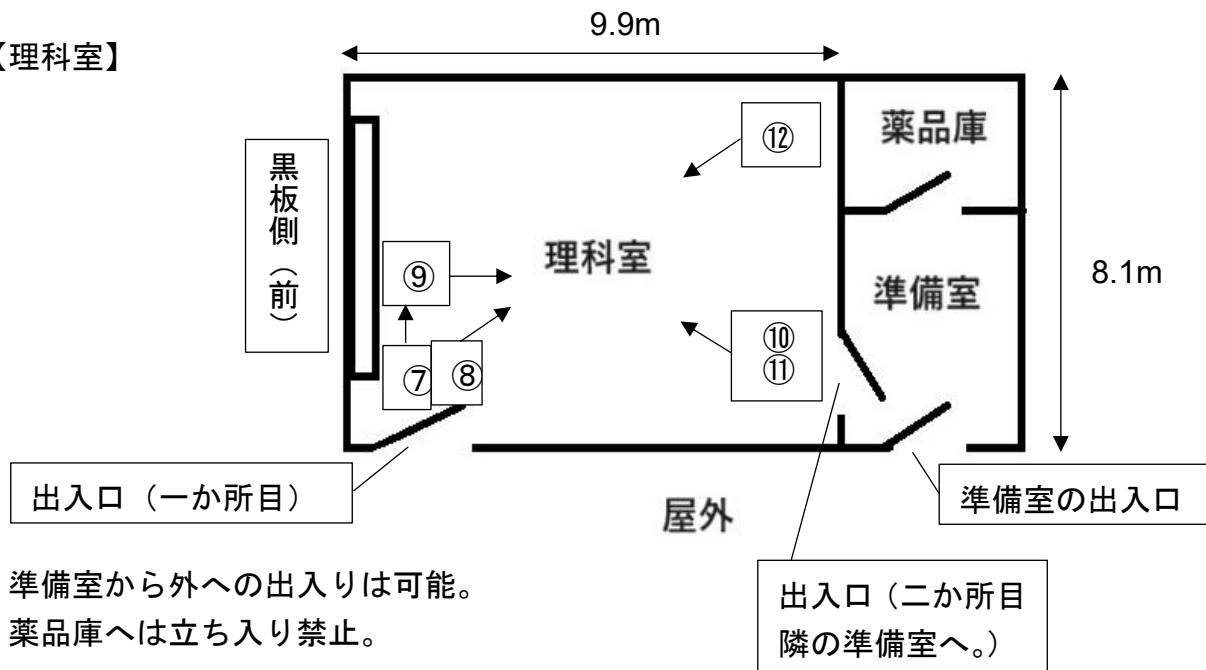 9.9m
【理科室】
薬品庫
⑫
黒板側（前）
理科室
⑨
準備室
8.1m
⑩
⑪
⑦
⑧
出入口（一か所目）
準備室の出入口
屋外
準備室から外への出入りは可能。
薬品庫へは立ち入り禁止。
出入口（二か所目
隣の準備室へ。）